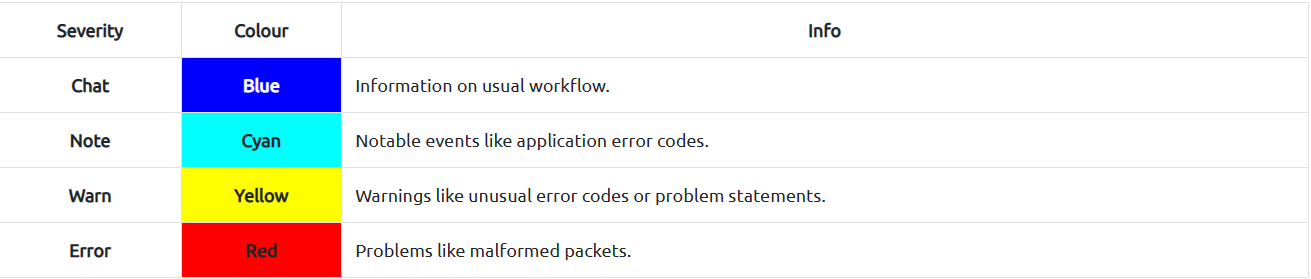 Severity Colour Info
Chat Blue Information on usual workflow.
Note Cyan Notable events like application error codes.
Warn Yellow Warnings like unusual error codes or problem statements.
Error Red Problems like malformed packets.